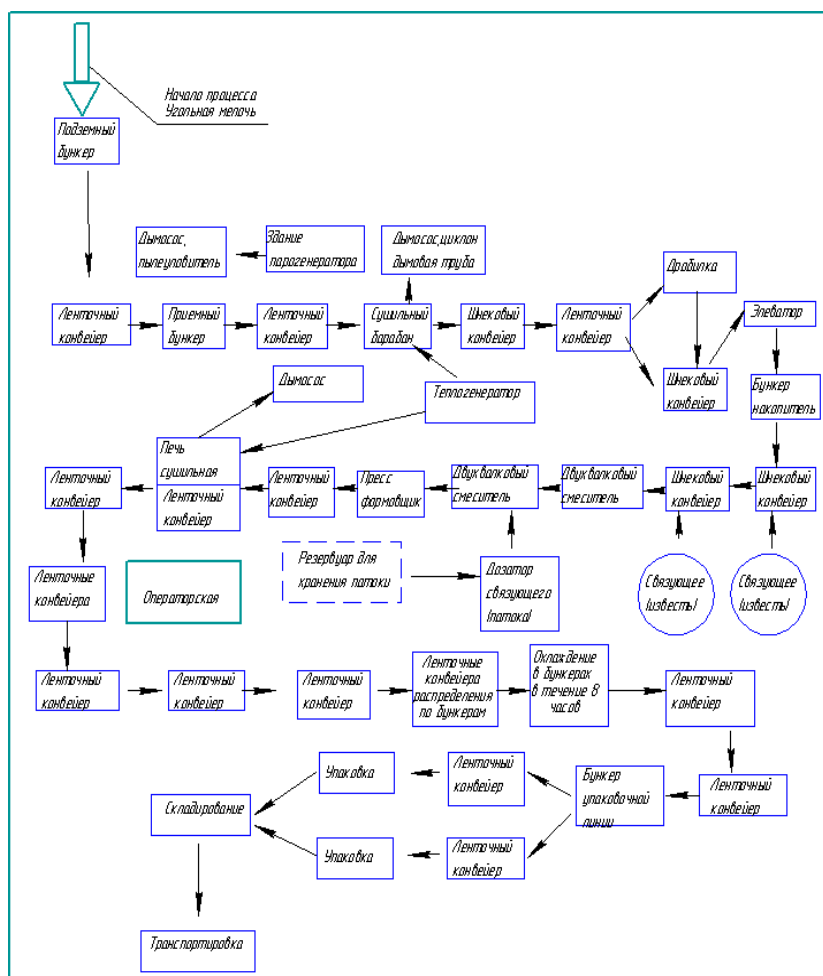 Начало процесса
Угольная мелочь
Подземный
бункер
Дымосос,
пылеуловитель
Здание
парогенератора
Дымосос,циклон
дымовая труба
Дробилка
Элеватор
Ленточный
конвейер
Приемный
бункер
Ленточный
конвейер
Сушильный
барабан
Шнековый
конвейер
Ленточный
конвейер
Шнековый
конвейер
Бункер
накопитель
Дымосос
Теплогенератор
Печь
сушильная
Ленточный
конвейер
Ленточный
конвейер
Ленточный
конвейер
Пресс
формовщик
Двухвалковый
смеситель
Двухвалковый
смеситель
Шнековый
конвейер
Шнековый
конвейер
Ленточные
конвейера
Операторская
Резервуар для
хранения патоки
Дозатор
связующего
(патока)
Связующее
(известь)
Связующее
(известь)
Ленточный
конвейер
Ленточный
конвейер
Ленточный
конвейер
Ленточные
конвейера
распределения
по бункерам
Охлаждение
в бункерах
в течение 8
часов
Ленточный
конвейер
Упаковка
Ленточный
конвейер
Бункер
упаковочной
линии
Ленточный
конвейер
Складирование
Упаковка
Ленточный
конвейер
Транспортировка